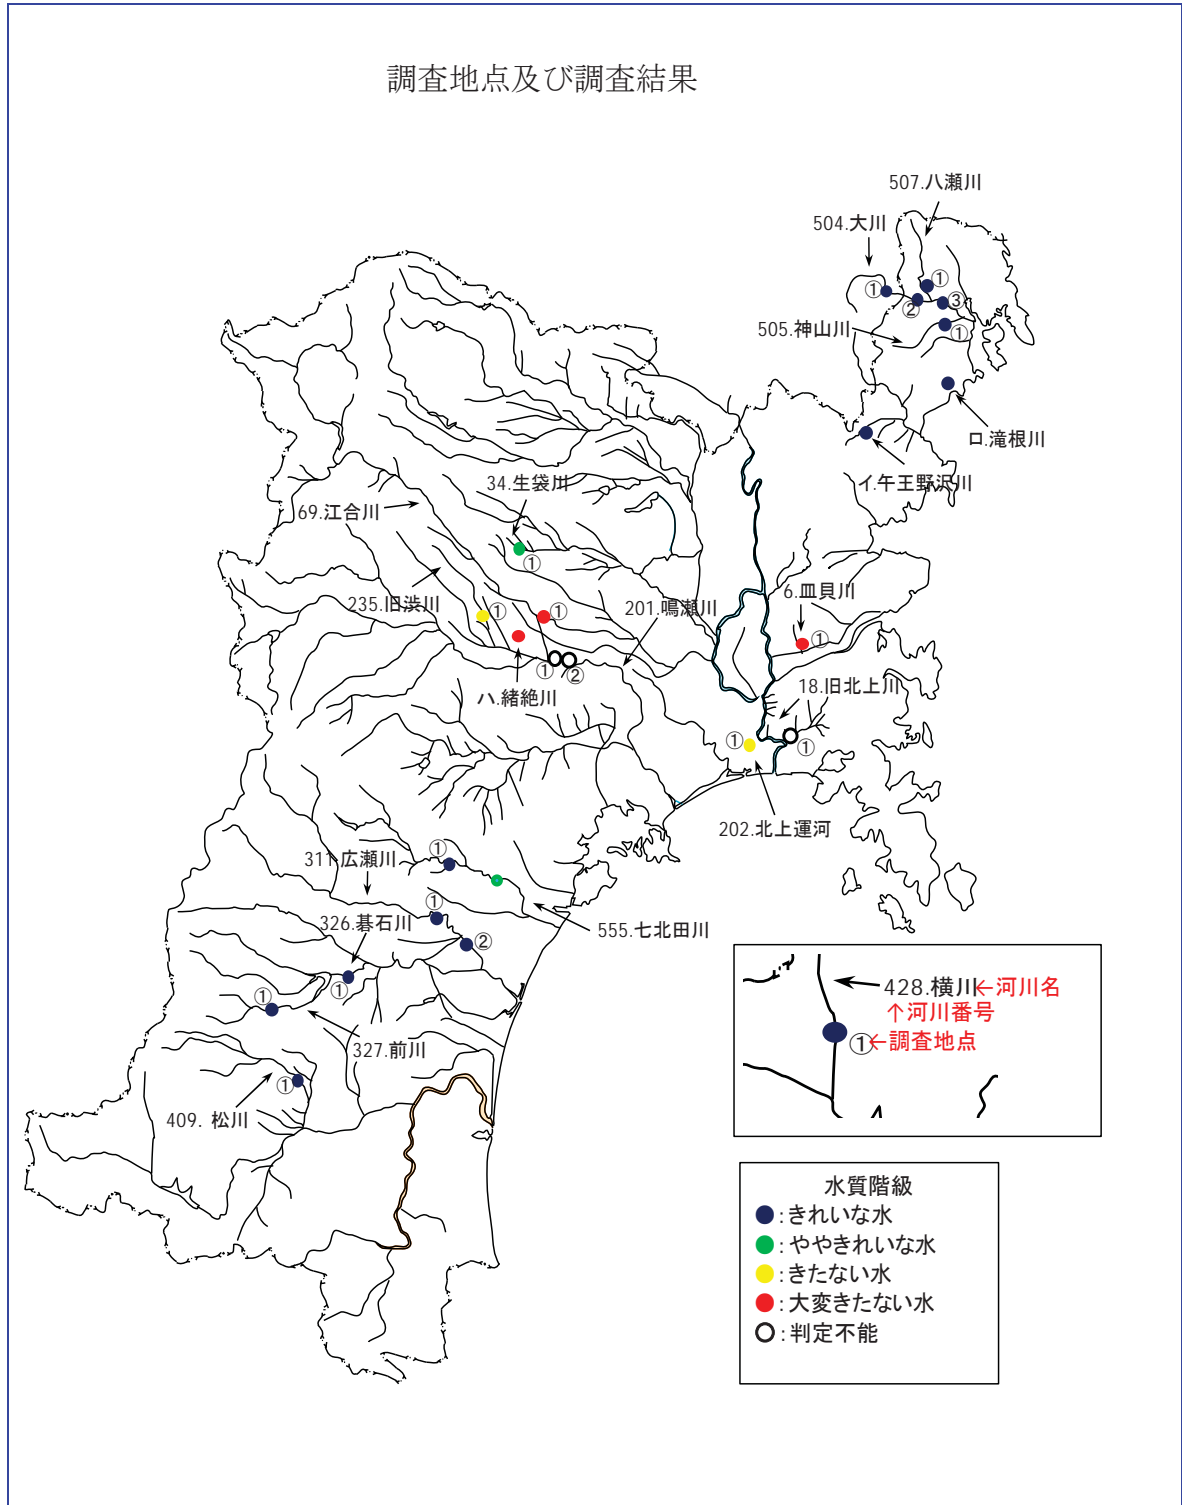 調査地点及び調査結果
507.八瀬川
504.大川
①
①
②
③
505.神山川
①
ロ.滝根川
イ.午王野沢川
34.生袋川
69.江合川
①
235.旧渋川
①
①
201.鳴瀬川
6.皿貝川
①
①
②
ハ.緒絶川
18.旧北上川
①
①
202.北上運河
①
311.広瀬川
①
326.碁石川
②
555.七北田川
①
①
327.前川
①
409. 松川
428.横川←河川名
↑河川番号
①←調査地点
水質階級
●:きれいな水
●:ややきれいな水
●:きたない水
●:大変きたない水
○:判定不能